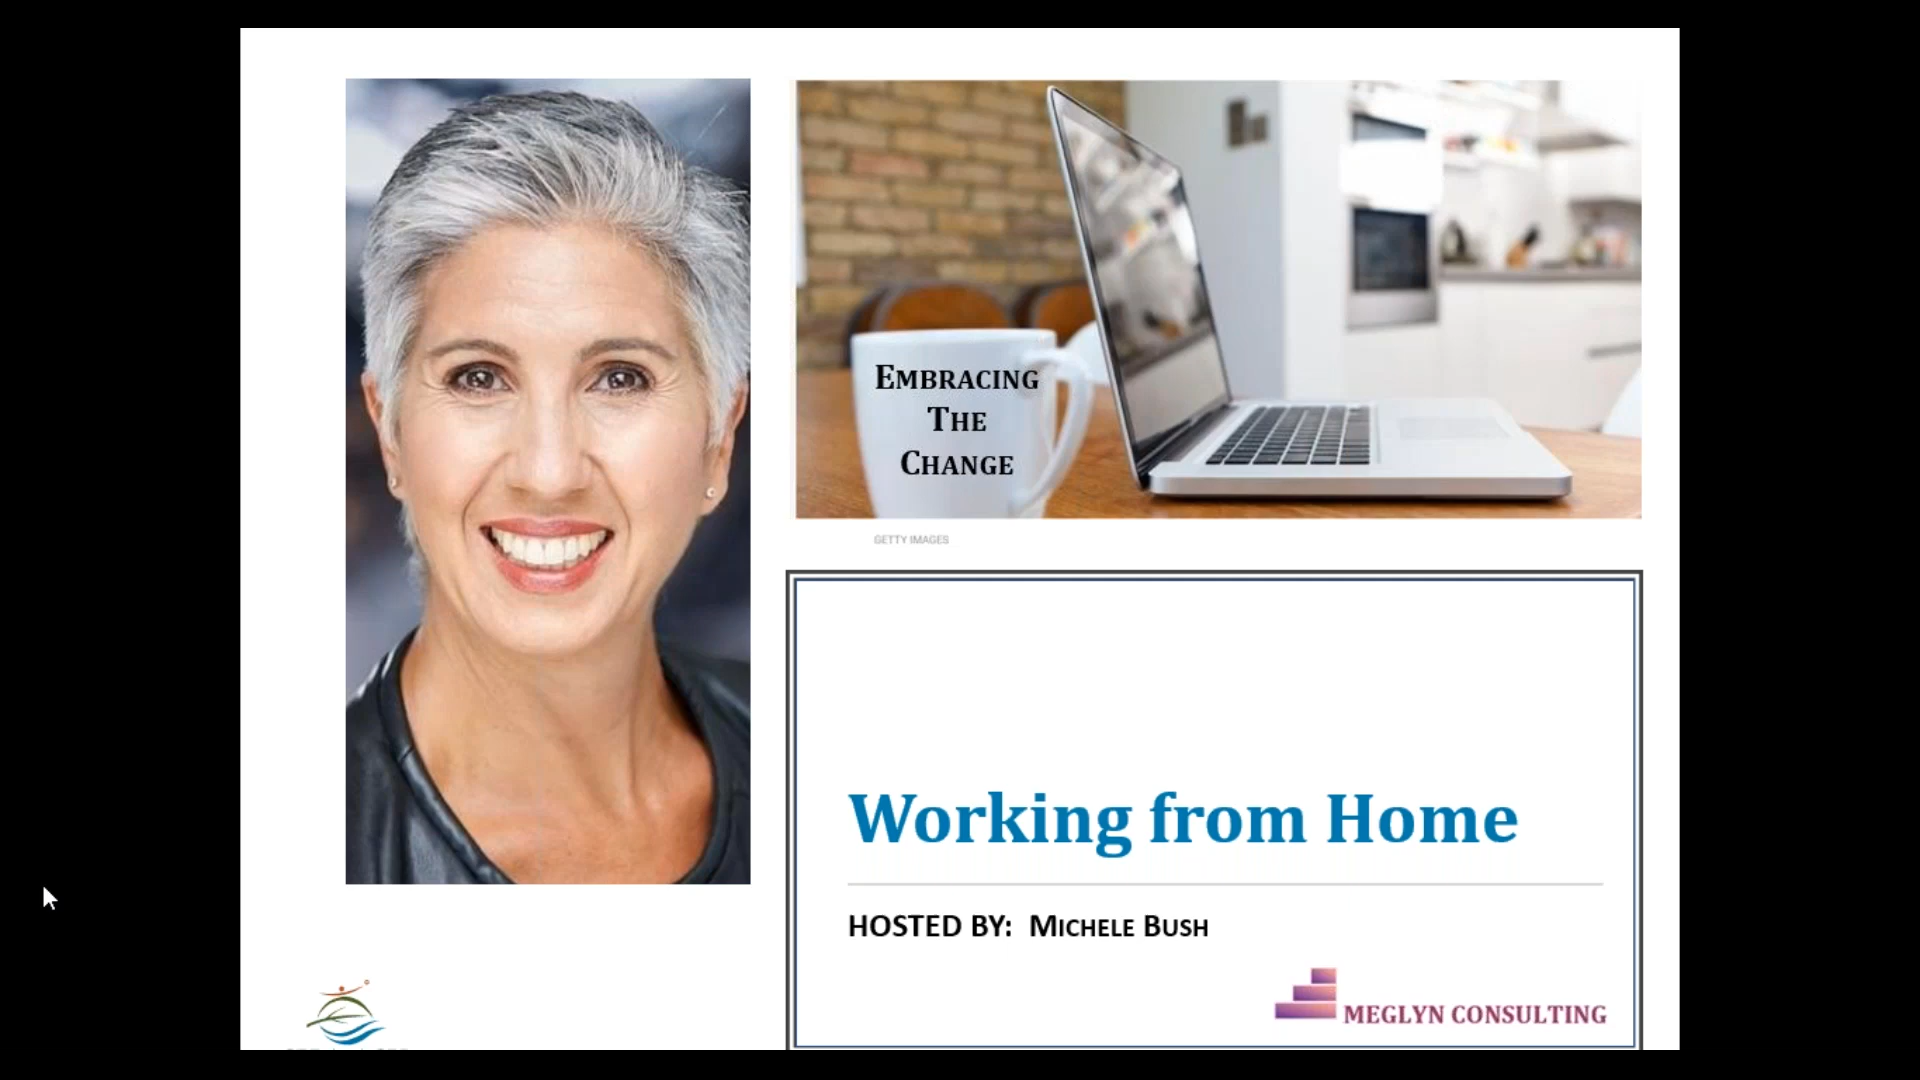 EMBRACING
THE
CHANGE
GETTY IMAGES
Working from Home
HOSTED BY: MICHELE BUSH
MEGLYN CONSULTING